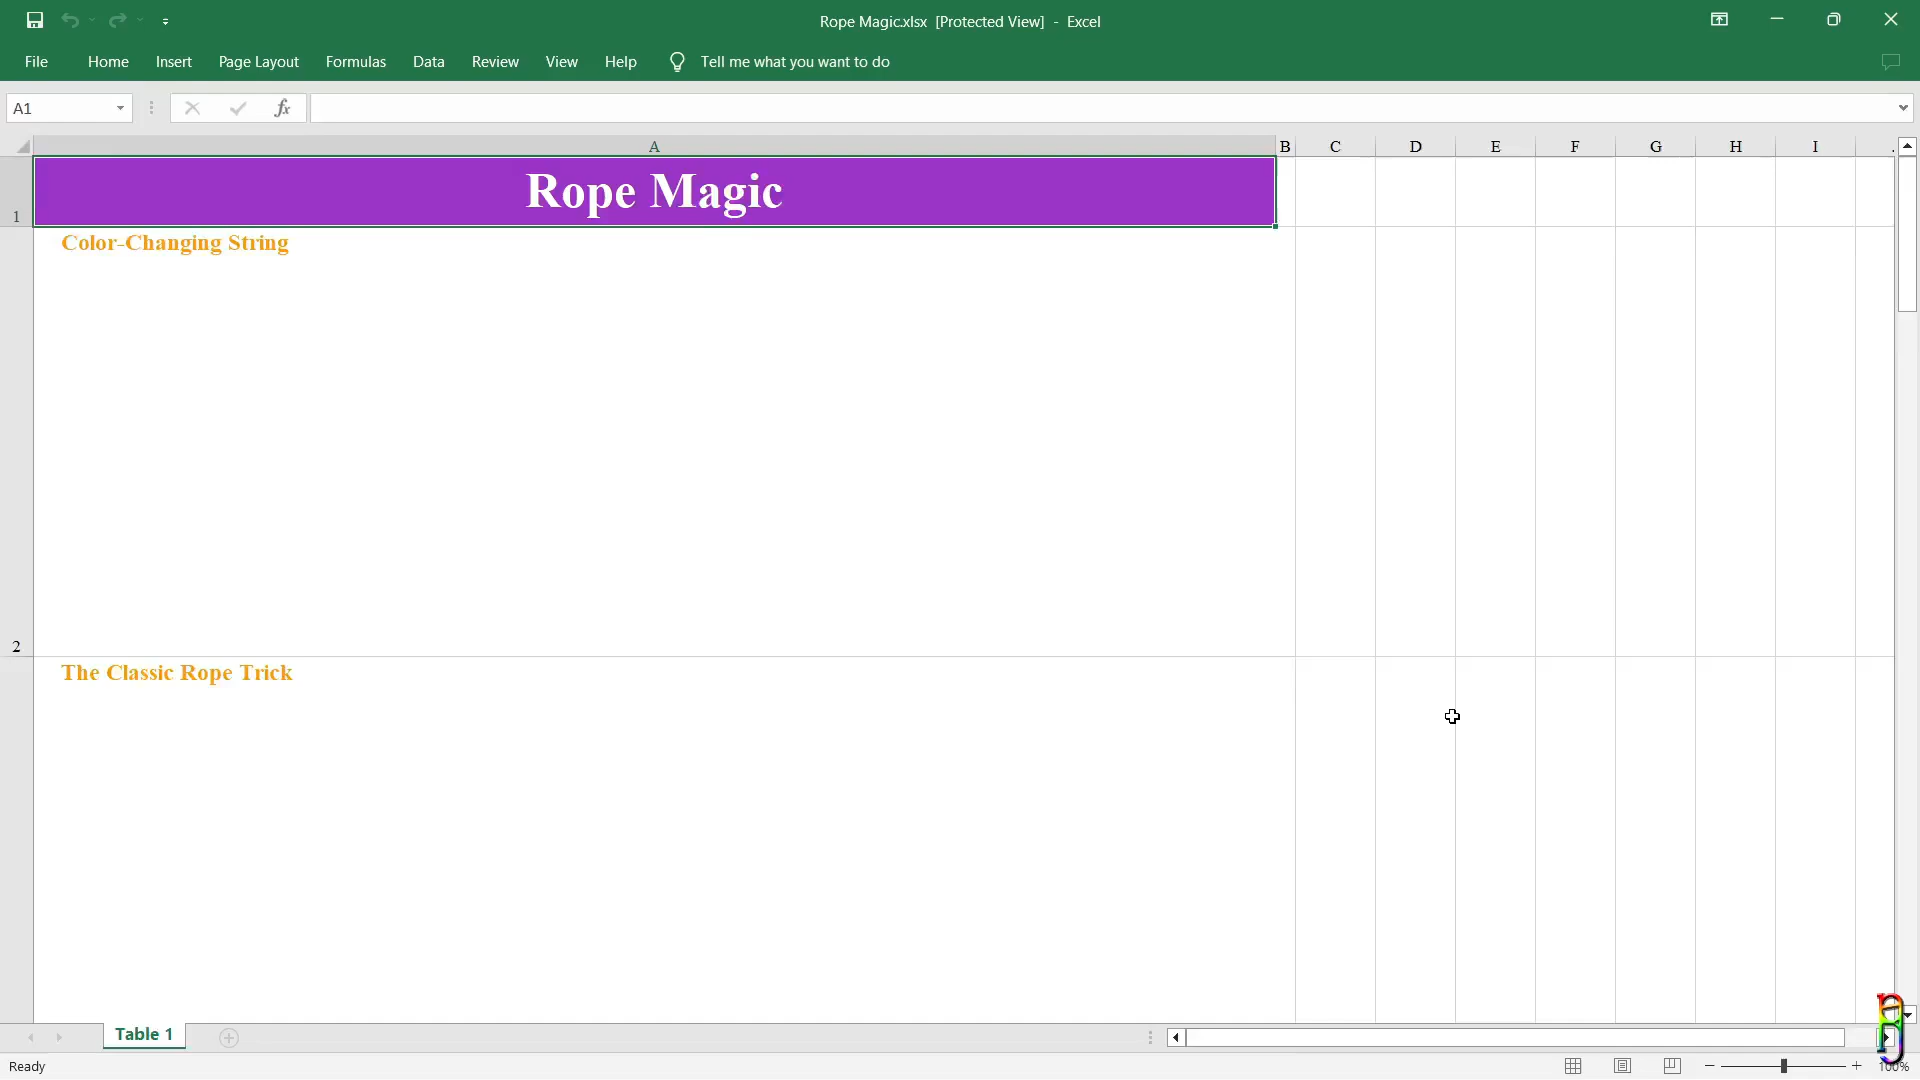 Rope Magic.xlsx [Protected View] - Excel
File Home Insert Page Layout Formulas Data Review View Help Tell me what you want to do
A1 fx
A B C D E F G H I
1 Rope Magic
Color-Changing String
2
The Classic Rope Trick
Table 1
Ready 100%